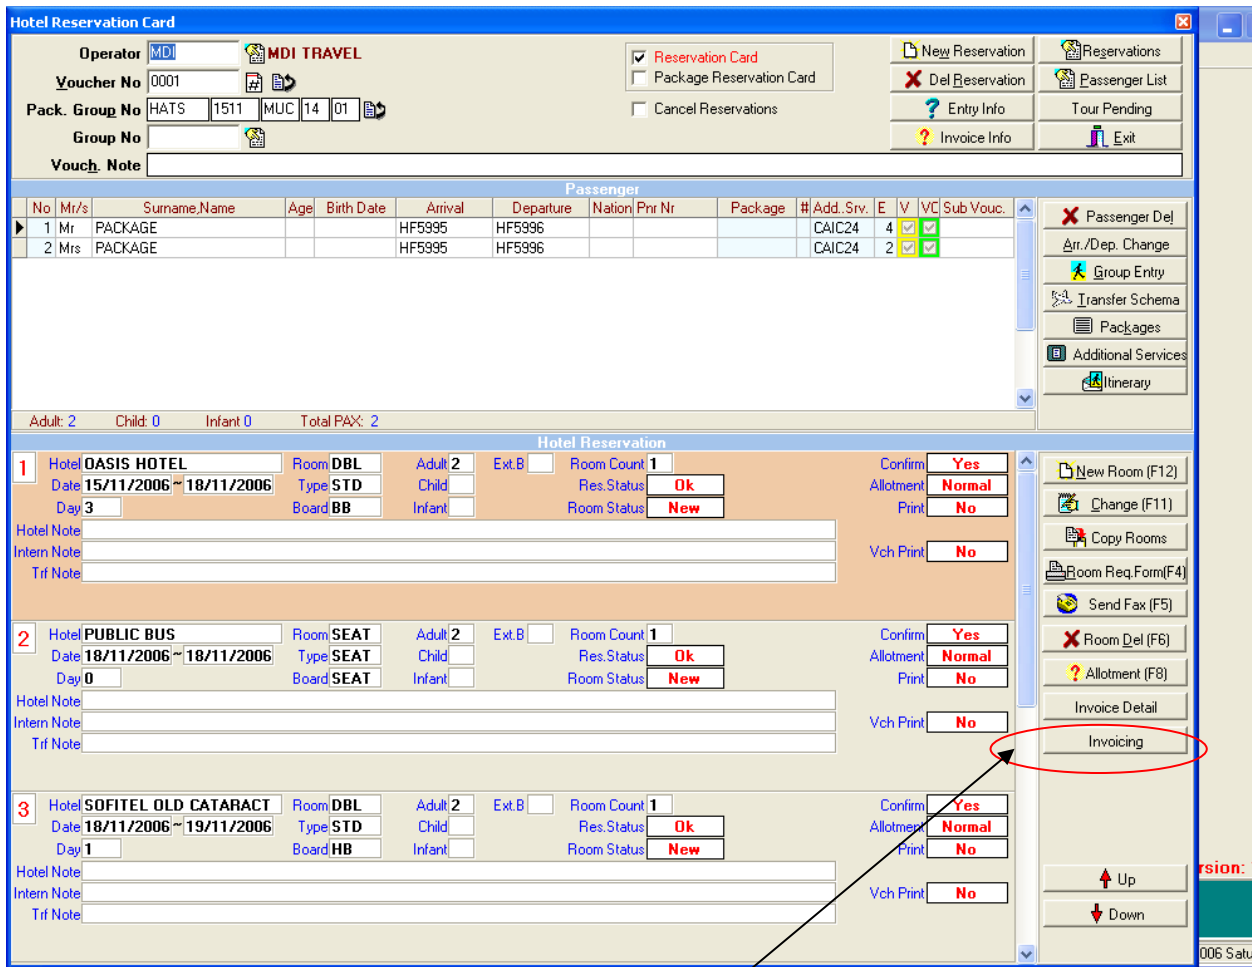 Hotel Reservation Card
Operator MDI MDI TRAVEL
Voucher No 0001
Pack. Group No HATS 1511 MUC 14 01
Group No
Vouch. Note
Reservation Card
Package Reservation Card
Cancel Reservations
New Reservation Reservations
Del Reservation Passenger List
Entry Info Tour Pending
Invoice Info Exit
Passenger
No Mr/s Surname,Name Age Birth Date Arrival Departure Nation Pnr Nr Package # Add..Srv. E V VC Sub Vouc.
1 Mr PACKAGE HF5995 HF5996 CAIC24 4
2 Mrs PACKAGE HF5995 HF5996 CAIC24 2
Passenger Del
Arr./Dep. Change
Group Entry
Transfer Schema
Packages
Additional Services
Itinerary
Adult: 2 Child: 0 Infant 0 Total PAX: 2
Hotel Reservation
1 Hotel OASIS HOTEL Room DBL Adult 2 Ext.B Room Count 1 Confirm Yes
Date 15/11/2006 ~ 18/11/2006 Type STD Child Res.Status Ok Allotment Normal
Day 3 Board BB Infant Room Status New Print No
Hotel Note
Intern Note Vch Print No
Trf Note
2 Hotel PUBLIC BUS Room SEAT Adult 2 Ext.B Room Count 1 Confirm Yes
Date 18/11/2006 ~ 18/11/2006 Type SEAT Child Res.Status Ok Allotment Normal
Day 0 Board SEAT Infant Room Status New Print No
Hotel Note
Intern Note Vch Print No
Trf Note
3 Hotel SOFITEL OLD CATARACT Room DBL Adult 2 Ext.B Room Count 1 Confirm Yes
Date 18/11/2006 ~ 19/11/2006 Type STD Child Res.Status Ok Allotment Normal
Day 1 Board HB Infant Room Status New Print No
Hotel Note
Intern Note Vch Print No
Trf Note
New Room (F12)
Change (F11)
Copy Rooms
Room Req.Form(F4)
Send Fax (F5)
Room Del (F6)
Allotment (F8)
Invoice Detail
Invoicing
Up
Down
rsion:
006 Satu